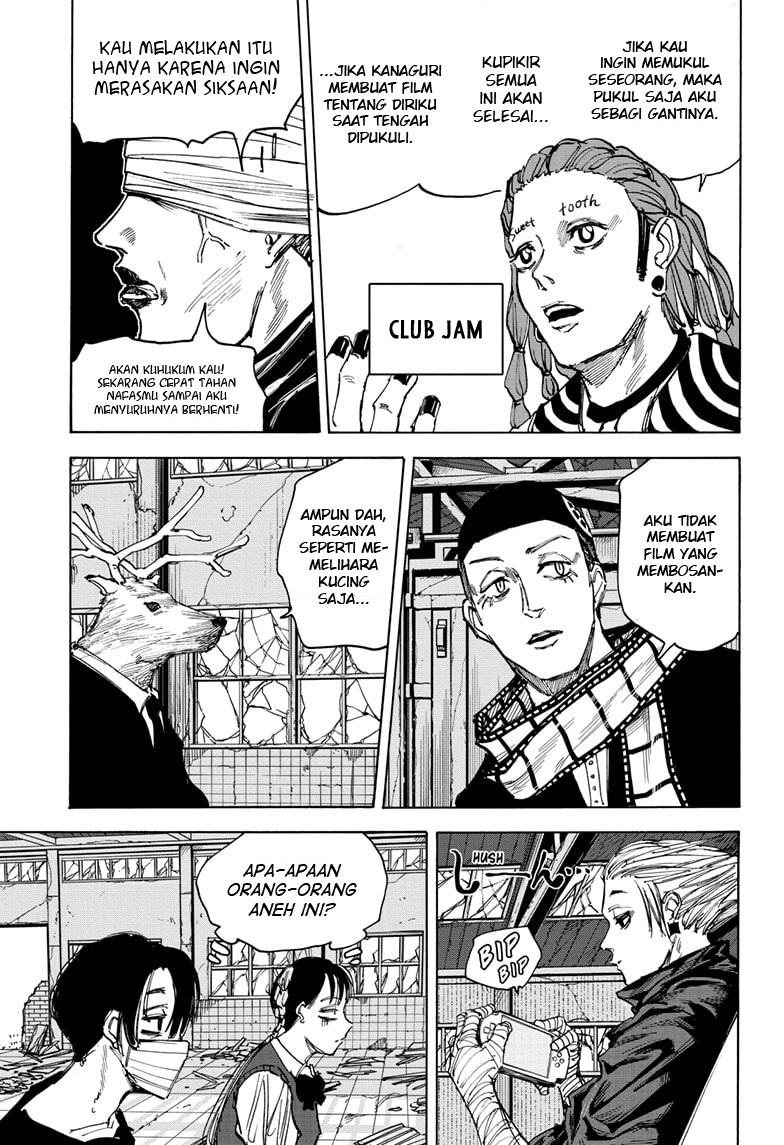 JIKA KAU
INGIN MEMUKUL
SESEORANG, MAKA
PUKUL SAJA AKU
SEBAGI GANTINYA.
KUPIKIR
SEMUA
INI AKAN
SELESAI...
...JIKA KANAGURI
MEMBUAT FILM
TENTANG DIRIKU
SAAT TENGAH
DIPUKULI.
sweet tooth
CLUB JAM
KAU MELAKUKAN ITU
HANYA KARENA INGIN
MERASAKAN SIKSAAN!
AKAN KUHUKUM KAU!
SEKARANG CEPAT TAHAN
NAFASMU SAMPAI AKU
MENYURUHNYA BERHENTI!
AKU TIDAK
MEMBUAT
FILM YANG
MEMBOSAN-
KAN.
AMPUN DAH,
RASANYA
SEPERTI ME-
MELIHARA
KUCING
SAJA...
HUSH
しーん…
BIP
BIP
APA-APAAN
ORANG-ORANG
ANEH INI?